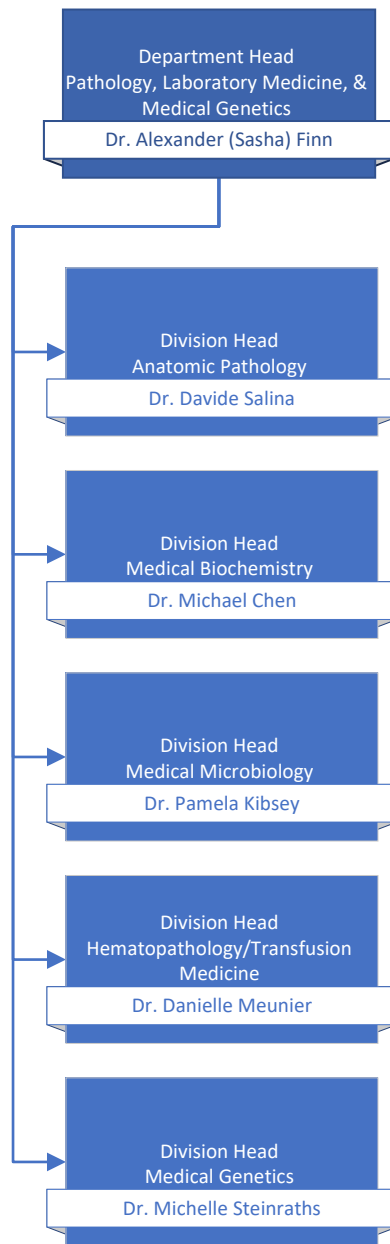 Department Head
Pathology, Laboratory Medicine, &
Medical Genetics
Dr. Alexander (Sasha) Finn
Division Head
Anatomic Pathology
Dr. Davide Salina
Division Head
Medical Biochemistry
Dr. Michael Chen
Division Head
Medical Microbiology
Dr. Pamela Kibsey
Division Head
Hematopathology/Transfusion
Medicine
Dr. Danielle Meunier
Division Head
Medical Genetics
Dr. Michelle Steinraths